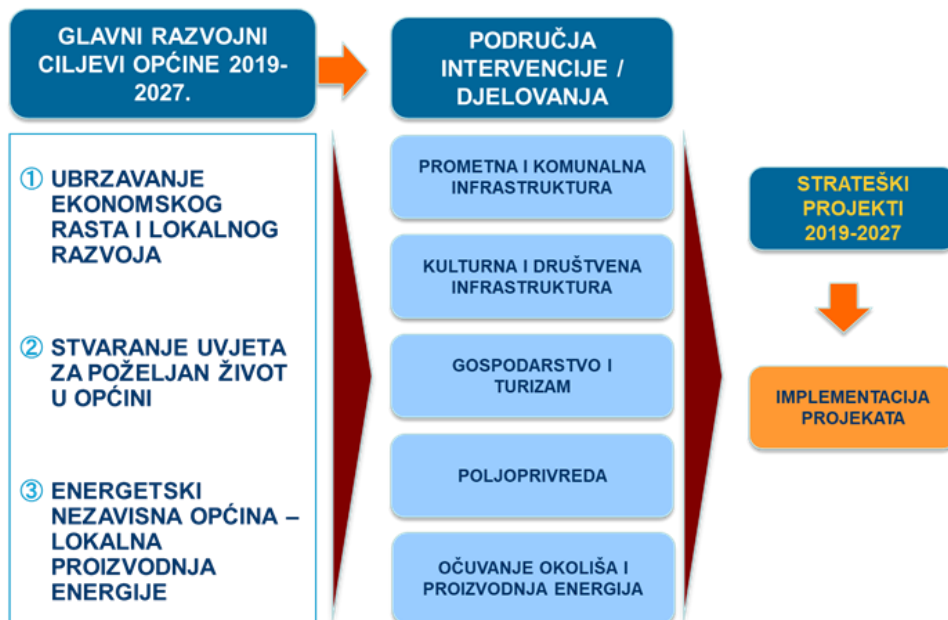 GLAVNI RAZVOJNI
CILJEVI OPĆINE 2019-
2027.
① UBRZAVANJE
EKONOMSKOG
RASTA I LOKALNOG
RAZVOJA
② STVARANJE UVJETA
ZA POŽELJAN ŽIVOT
U OPĆINI
③ ENERGETSKI
NEZAVISNA OPĆINA –
LOKALNA
PROIZVODNJA
ENERGIJE
PODRUČJA
INTERVENCIJE /
DJELOVANJA
PROMETNA I KOMUNALNA
INFRASTRUKTURA
KULTURNA I DRUŠTVENA
INFRASTRUKTURA
GOSPODARSTVO I
TURIZAM
POLJOPRIVREDA
OČUVANJE OKOLIŠA I
PROIZVODNJA ENERGIJA
STRATEŠKI
PROJEKTI
2019-2027
IMPLEMENTACIJA
PROJEKATA